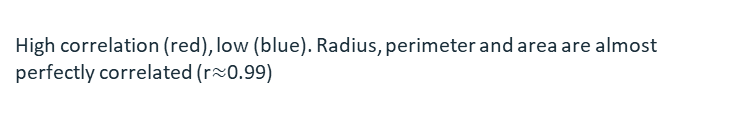 High correlation (red), low (blue). Radius, perimeter and area are almost
perfectly correlated (r≈0.99)